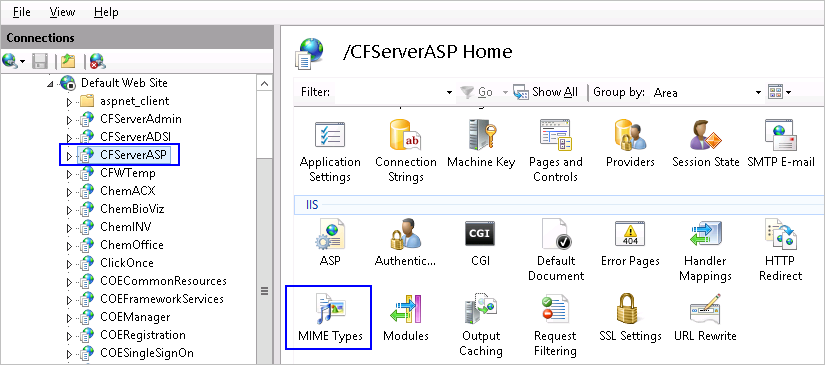 File View Help
Connections
Default Web Site
aspnet_client
CFServerAdmin
CFServerADSI
CFServerASP
CFWTemp
ChemACX
ChemBioViz
ChemINV
ChemOffice
ClickOnce
COECommonResources
COEFrameworkServices
COEManager
COERegistration
COESingleSignOn
/CFServerASP Home
Filter: Go Show All Group by: Area
Application Settings
Connection Strings
ab
Machine Key
Pages and Controls
Providers
Session State
SMTP E-mail
IIS
ASP
Authentic...
CGI
CGI
Default Document
404
Error Pages
Handler Mappings
HTTP Redirect
MIME Types
Modules
Output Caching
Request Filtering
SSL Settings
URL Rewrite